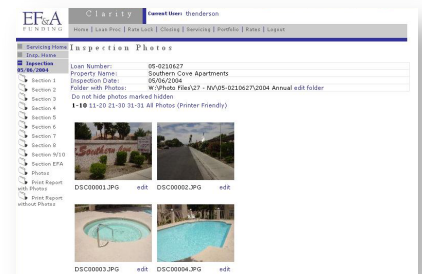 EF&A
FUNDING
Clarity
Current User: thenderson
Home | Loan Proc | Rate Lock | Closing | Servicing | Portfolio | Rates | Logout
Servicing Home
Insp. Home
Inspection
05/06/2004
Section 1
Section 2
Section 3
Section 4
Section 5
Section 6
Section 7
Section 8
Section 9/10
Section EFA
Photos
Print Report
with Photos
Print Report
without Photos
Inspection Photos
Loan Number: 05-0210627
Property Name: Southern Cove Apartments
Inspection Date: 05/06/2004
Folder with Photos: W:\Photo Files\27 - NV\05-0210627\2004 Annual edit folder
Do not hide photos marked hidden
1-10 11-20 21-30 31-31 All Photos (Printer Friendly)
Southern
DSC00001.JPG edit DSC00002.JPG edit
DSC00003.JPG edit DSC00004.JPG edit